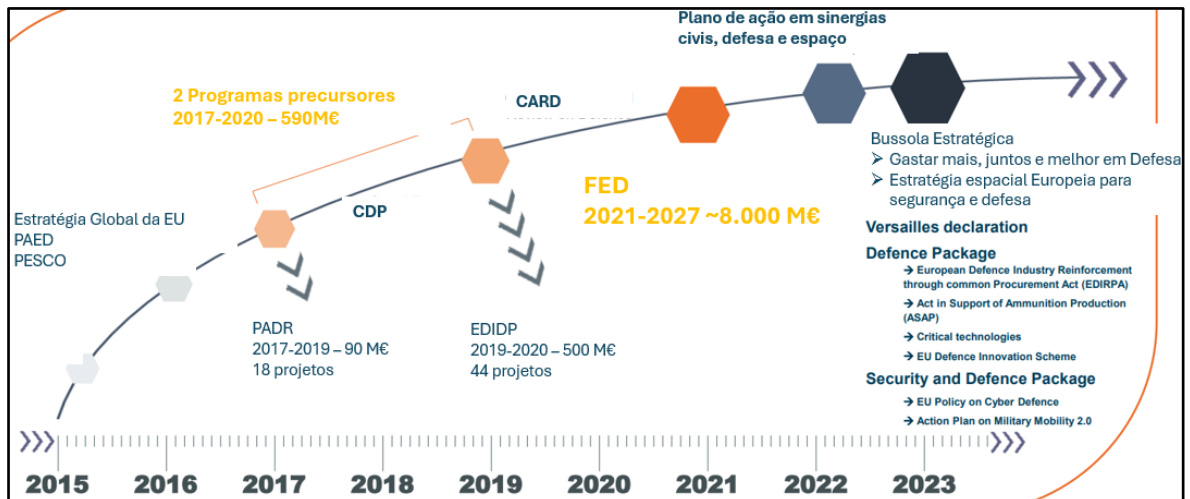 Plano de ação em sinergias
civis, defesa e espaço
2 Programas precursores
2017-2020 – 590M€
CARD
CDP
FED
2021-2027 ~8.000 M€
Estratégia Global da EU
PAED
PESCO
PADR
2017-2019 – 90 M€
18 projetos
EDIDP
2019-2020 – 500 M€
44 projetos
Bussola Estratégica
➢ Gastar mais, juntos e melhor em Defesa
➢ Estratégia espacial Europeia para
segurança e defesa
Versailles declaration
Defence Package
→ European Defence Industry Reinforcement
through common Procurement Act (EDIRPA)
→ Act in Support of Ammunition Production
(ASAP)
→ Critical technologies
→ EU Defence Innovation Scheme
Security and Defence Package
→ EU Policy on Cyber Defence
→ Action Plan on Military Mobility 2.0
2015 2016 2017 2018 2019 2020 2021 2022 2023